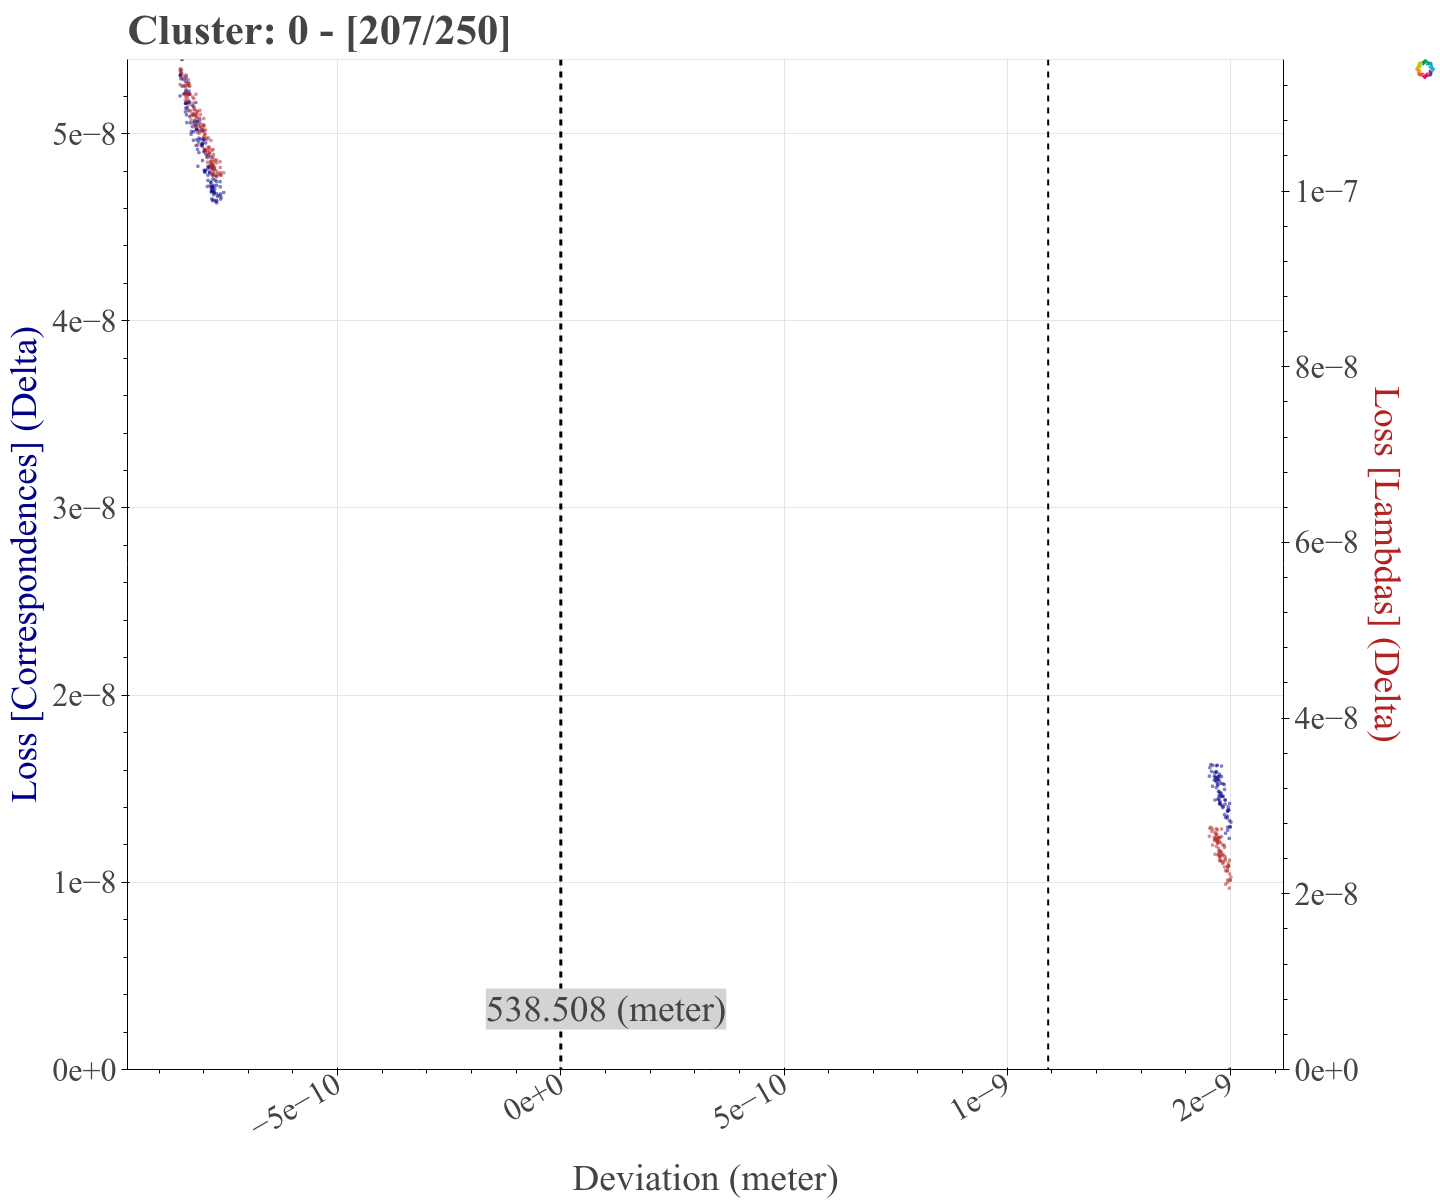 Cluster: 0 - [207/250]
Loss [Correspondences] (Delta)
5e−8
4e−8
3e−8
2e−8
1e−8
0e+0
538.508 (meter)
1e−7
8e−8
6e−8
4e−8
2e−8
0e+0
Loss [Lambdas] (Delta)
−5e−10
0e+0
5e−10
1e−9
2e−9
Deviation (meter)